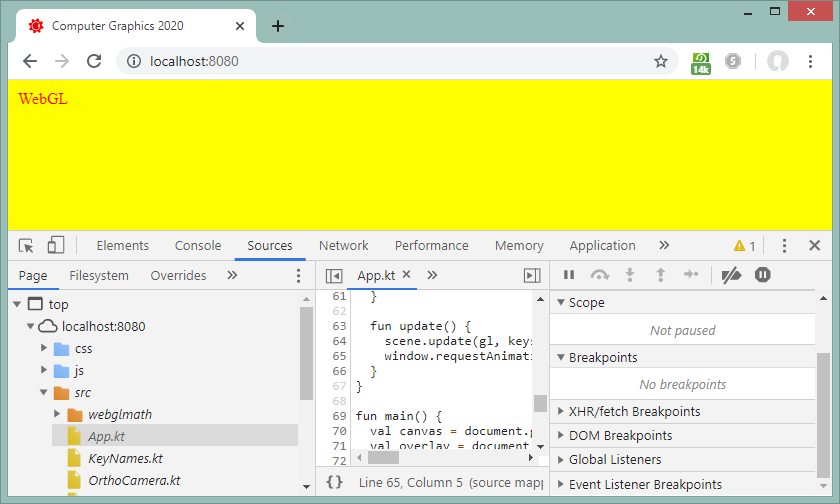 Computer Graphics 2020
localhost:8080
14k
WebGL
Elements Console Sources Network Performance Memory Application » 1
Page Filesystem Overrides »
App.kt »
top
localhost:8080
css
js
src
webglmath
App.kt
KeyNames.kt
OrthoCamera.kt
61 }
62
63 fun update() {
64 scene.update(gl, keys
65 window.requestAnimati
66 }
67 }
68
69 fun main() {
70 val canvas = document.g
71 val overlay = document
72
{} Line 65, Column 5 (source mapp
Scope
Not paused
Breakpoints
No breakpoints
XHR/fetch Breakpoints
DOM Breakpoints
Global Listeners
Event Listener Breakpoints